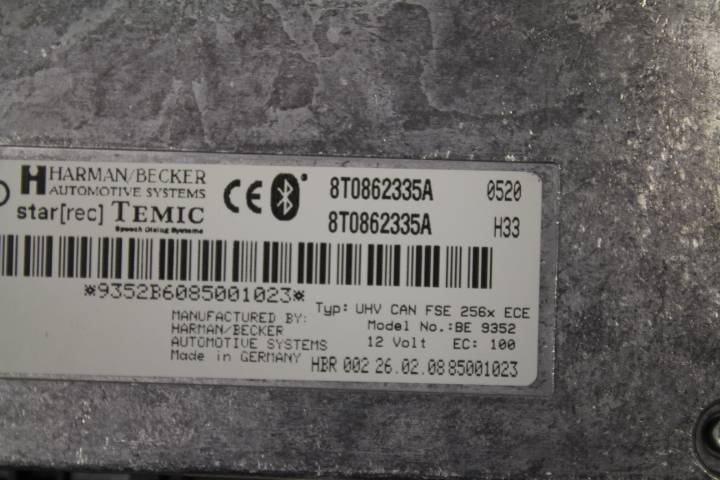 HARMAN/BECKER
AUTOMOTIVE SYSTEMS
star[rec] TEMIC
Speech Dialog Systems
CE
8T0862335A 0520
8T0862335A H33
*9352B6085001023*
Typ: UHV CAN FSE 256x ECE
MANUFACTURED BY: Model No.:BE 9352
HARMAN/BECKER 12 Volt EC: 100
AUTOMOTIVE SYSTEMS
Made in GERMANY HBR 002 26.02.08 85001023